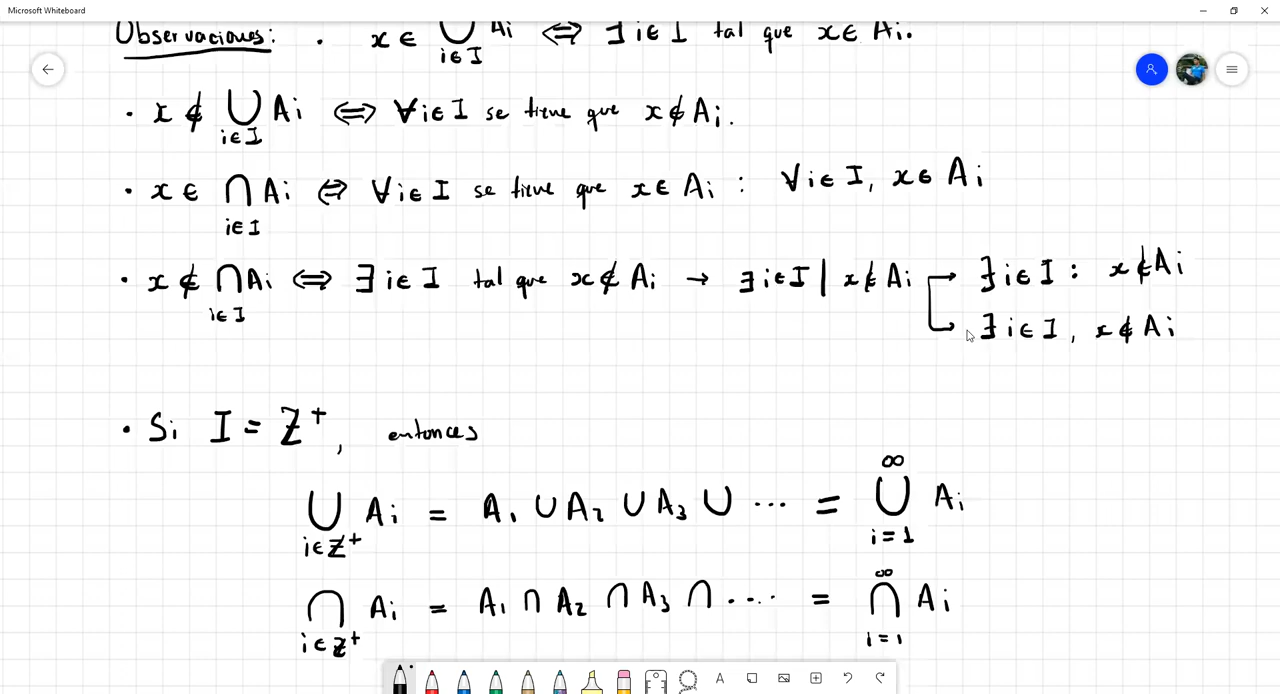 Microsoft Whiteboard
Observaciones: · x ∈ ⋃ Ai ⟺ ∃ i∈I tal que x∈ Ai.
i∈I
· x ∉ ⋃ Ai ⟺ ∀i∈I se tiene que x∉Ai.
i∈I
· x∈ ⋂ Ai ⟺ ∀i∈I se tiene que x∈Ai : ∀i∈I, x∈Ai
i∈I
· x∉ ⋂Ai ⟺ ∃ i∈I tal que x∉Ai → ∃ i∈I | x∉Ai → ∃ i∈I : x∉Ai
i∈I
→ ∃ i∈I, x∉Ai
· Si I = Z⁺, entonces
∞
⋃ Ai = A₁ ∪ A₂ ∪ A₃ ∪ ... = ⋃ Ai
i∈Z⁺ i=1
∞
⋂ Ai = A₁ ∩ A₂ ∩ A₃ ∩ .... = ⋂ Ai
i∈Z⁺ i=1